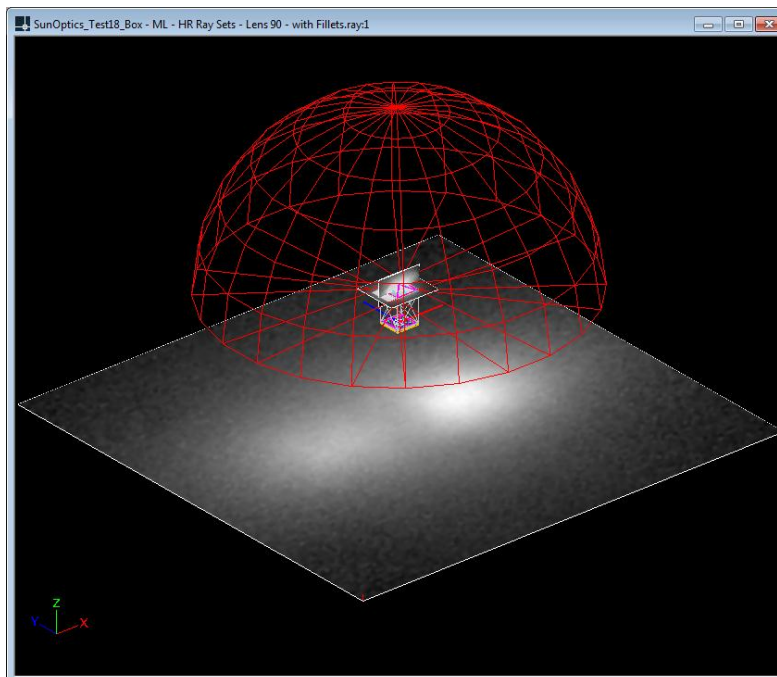 SunOptics_Test18_Box - ML - HR Ray Sets - Lens 90 - with Fillets.ray:1
Z
Y
X